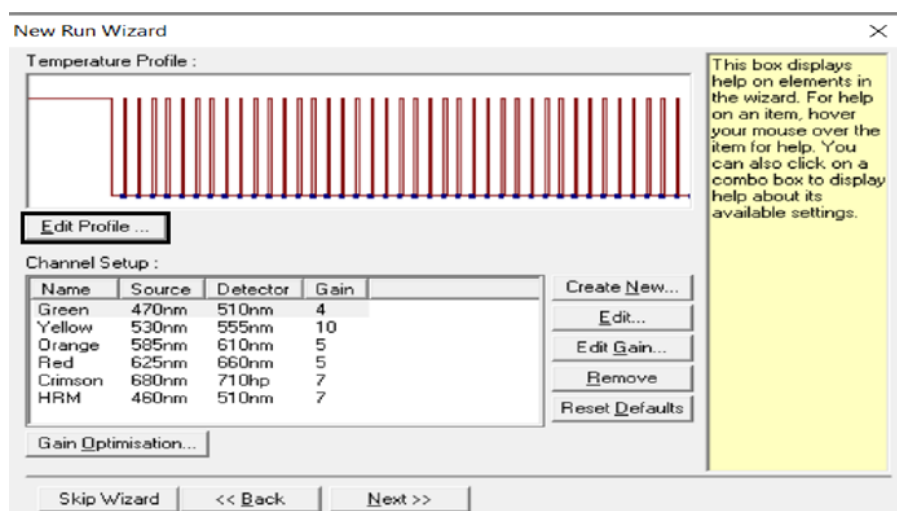 New Run Wizard
Temperature Profile :
This box displays
help on elements in
the wizard. For help
on an item, hover
your mouse over the
item for help. You
can also click on a
combo box to display
help about its
available settings.
Edit Profile ...
Channel Setup :
Name Source Detector Gain
Green 470nm 510nm 4
Yellow 530nm 555nm 10
Orange 585nm 610nm 5
Red 625nm 660nm 5
Crimson 680nm 710hp 7
HRM 460nm 510nm 7
Create New...
Edit...
Edit Gain...
Remove
Reset Defaults
Gain Optimisation...
Skip Wizard
<< Back
Next >>